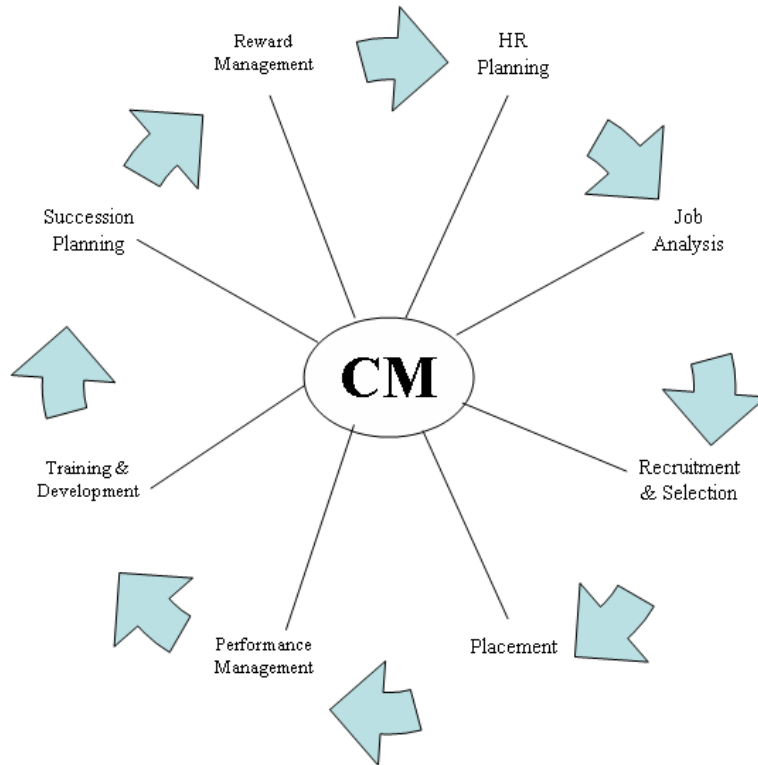 Reward
Management
HR
Planning
Job
Analysis
Recruitment
& Selection
Placement
Performance
Management
Training &
Development
Succession
Planning
CM